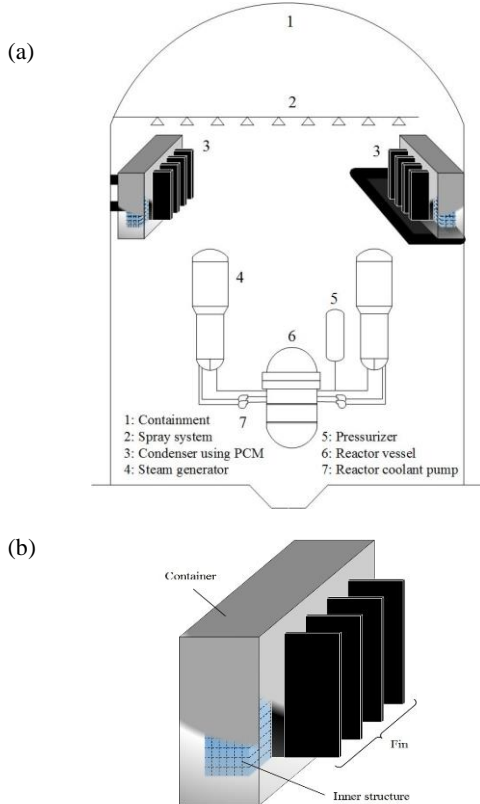 (a)
1
2
3
3
4
5
6
7
1: Containment
2: Spray system
3: Condenser using PCM
4: Steam generator
5: Pressurizer
6: Reactor vessel
7: Reactor coolant pump
(b)
Container
Fin
Inner structure